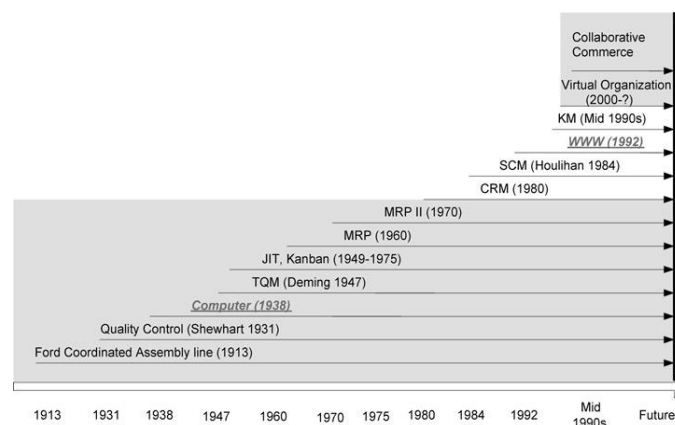 Collaborative
Commerce
Virtual Organization
(2000-?)
KM (Mid 1990s)
WWW (1992)
SCM (Houlihan 1984)
CRM (1980)
MRP II (1970)
MRP (1960)
JIT, Kanban (1949-1975)
TQM (Deming 1947)
Computer (1938)
Quality Control (Shewhart 1931)
Ford Coordinated Assembly line (1913)
1913 1931 1938 1947 1960 1970 1975 1980 1984 1992 Mid 1990s Future